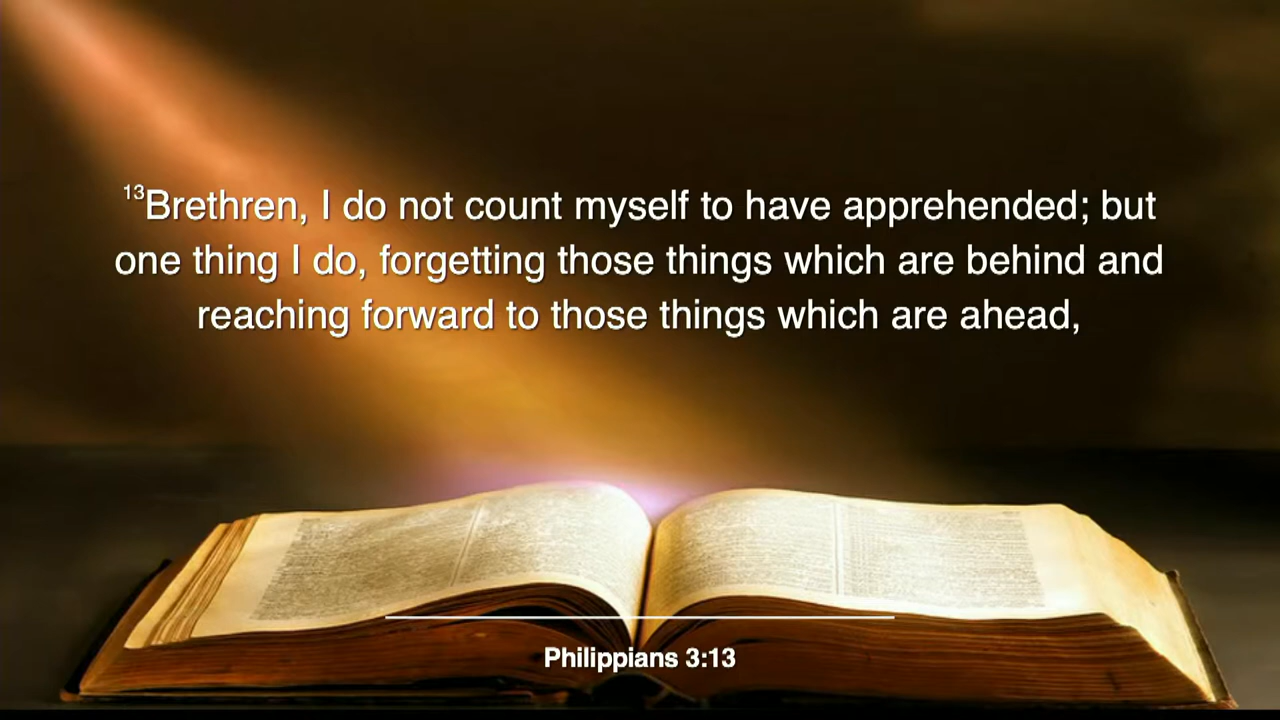 13Brethren, I do not count myself to have apprehended; but
one thing I do, forgetting those things which are behind and
reaching forward to those things which are ahead,
Philippians 3:13